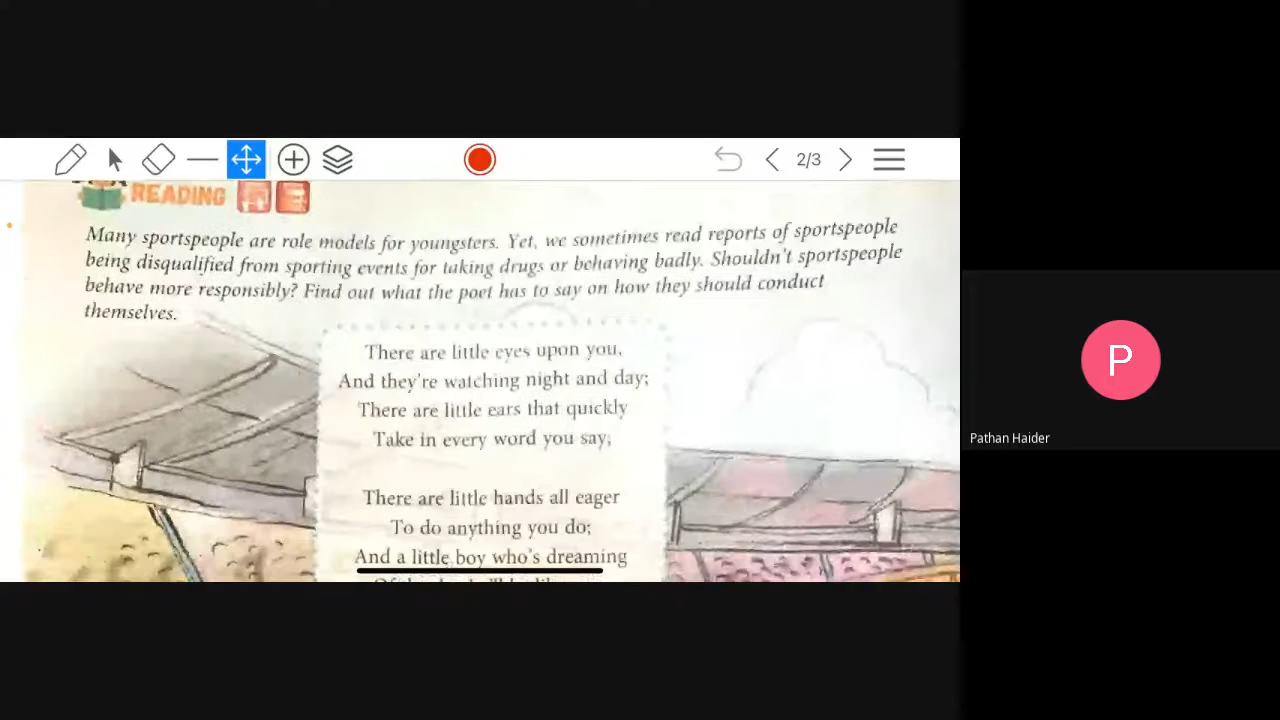 2/3
READING
Many sportspeople are role models for youngsters. Yet, we sometimes read reports of sportspeople
being disqualified from sporting events for taking drugs or behaving badly. Shouldn't sportspeople
behave more responsibly? Find out what the poet has to say on how they should conduct
themselves.
There are little eyes upon you,
And they're watching night and day;
There are little ears that quickly
Take in every word you say;
There are little hands all eager
To do anything you do;
And a little boy who's dreaming
P
Pathan Haider